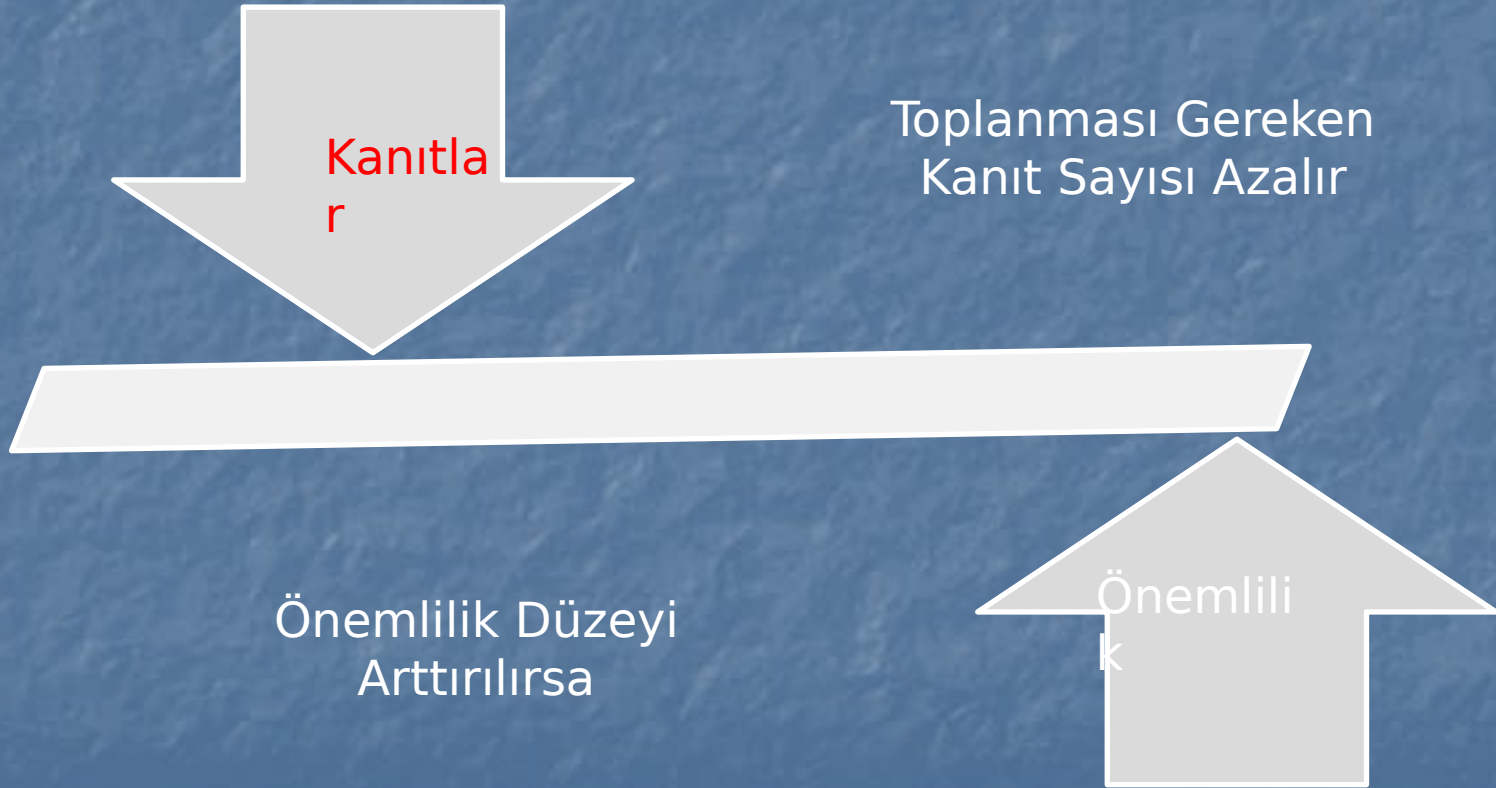 Kanıtla
r
Toplanması Gereken
Kanıt Sayısı Azalır
Önemlilik Düzeyi
Arttırılırsa
Önemlili
k